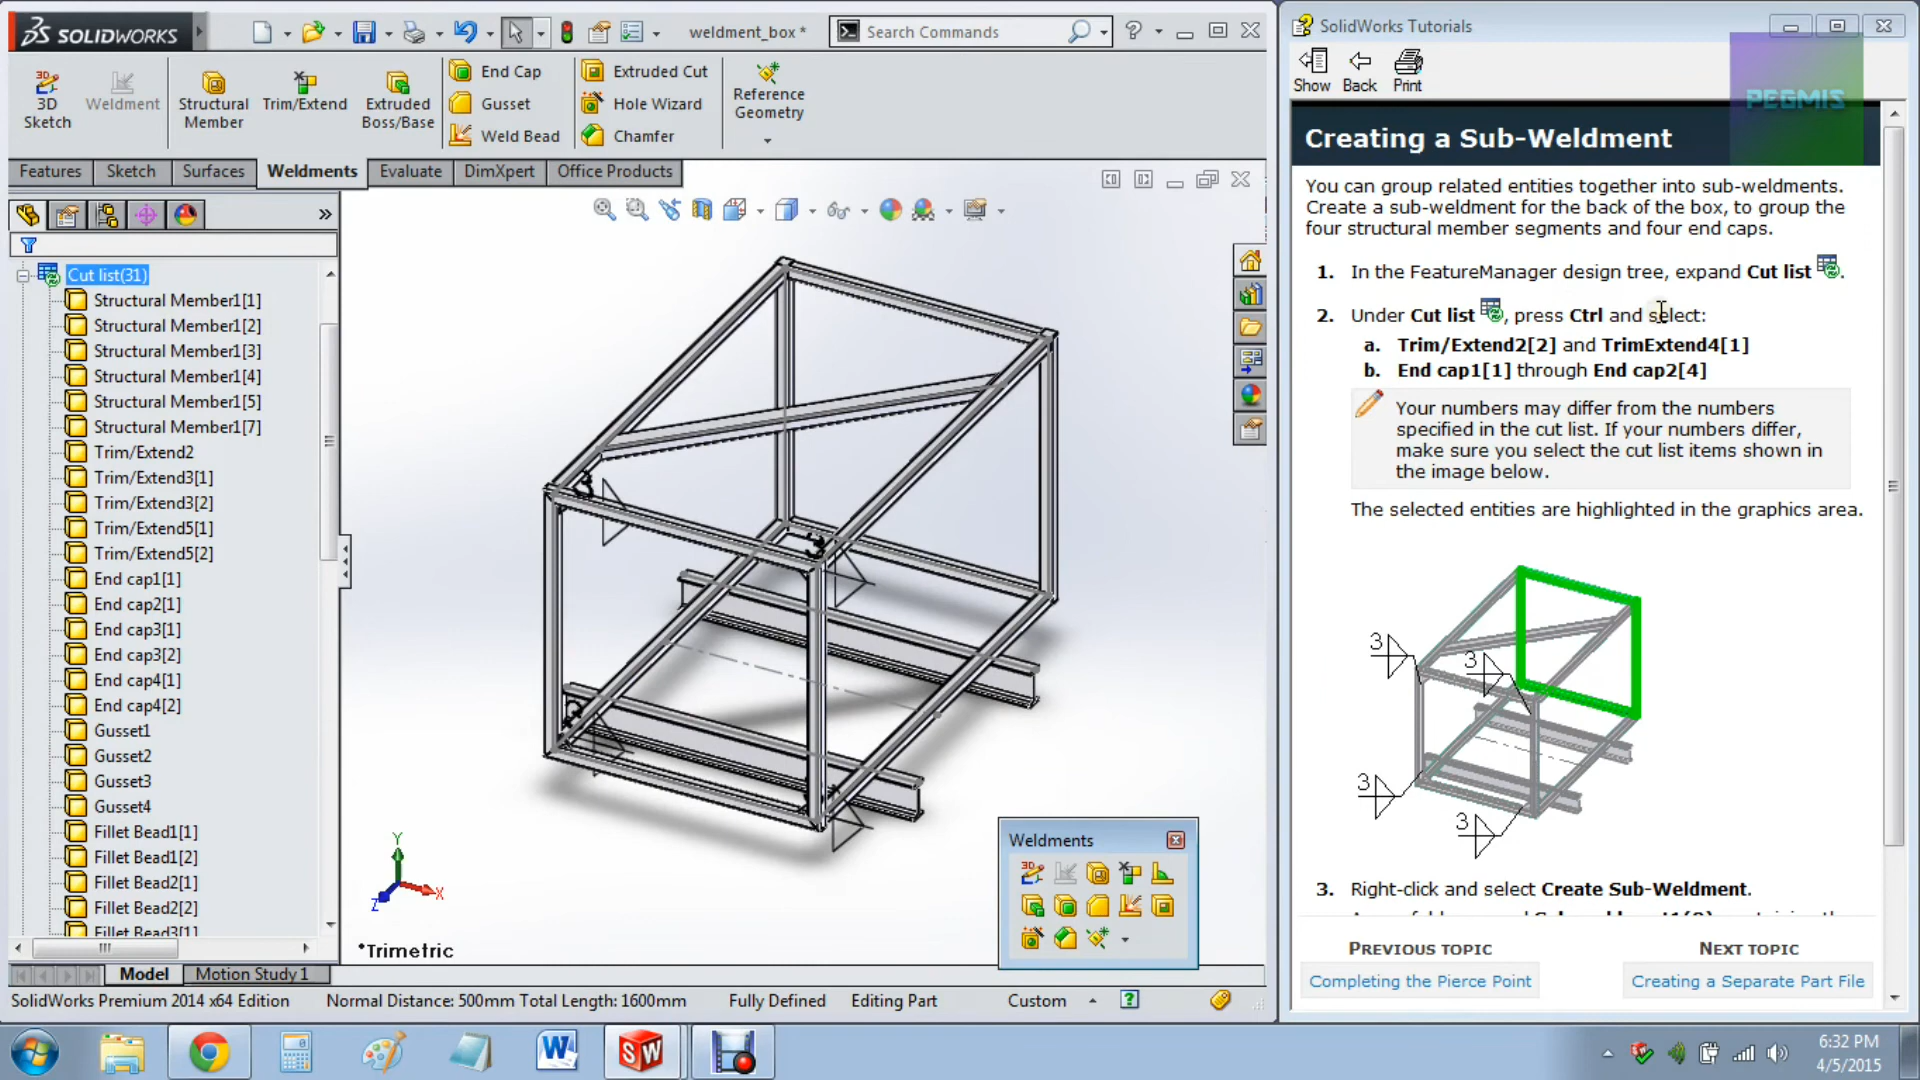 SOLIDWORKS
weldment_box *
Search Commands
3D Sketch
Weldment
Structural Member
Trim/Extend
Extruded Boss/Base
End Cap
Gusset
Weld Bead
Extruded Cut
Hole Wizard
Chamfer
Reference Geometry
Features
Sketch
Surfaces
Weldments
Evaluate
DimXpert
Office Products
Cut list(31)
Structural Member1[1]
Structural Member1[2]
Structural Member1[3]
Structural Member1[4]
Structural Member1[5]
Structural Member1[7]
Trim/Extend2
Trim/Extend3[1]
Trim/Extend3[2]
Trim/Extend5[1]
Trim/Extend5[2]
End cap1[1]
End cap2[1]
End cap3[1]
End cap3[2]
End cap4[1]
End cap4[2]
Gusset1
Gusset2
Gusset3
Gusset4
Fillet Bead1[1]
Fillet Bead1[2]
Fillet Bead2[1]
Fillet Bead2[2]
Fillet Bead3[1]
Y
X
Z
*Trimetric
Weldments
3D
Model
Motion Study 1
SolidWorks Premium 2014 x64 Edition
Normal Distance: 500mm Total Length: 1600mm
Fully Defined
Editing Part
Custom
SolidWorks Tutorials
Show
Back
Print
PEGMIS
Creating a Sub-Weldment
You can group related entities together into sub-weldments.
Create a sub-weldment for the back of the box, to group the
four structural member segments and four end caps.
1. In the FeatureManager design tree, expand Cut list .
2. Under Cut list , press Ctrl and select:
a. Trim/Extend2[2] and TrimExtend4[1]
b. End cap1[1] through End cap2[4]
Your numbers may differ from the numbers
specified in the cut list. If your numbers differ,
make sure you select the cut list items shown in
the image below.
The selected entities are highlighted in the graphics area.
3
3
3
3
3. Right-click and select Create Sub-Weldment.
PREVIOUS TOPIC
Completing the Pierce Point
NEXT TOPIC
Creating a Separate Part File
6:32 PM
4/5/2015